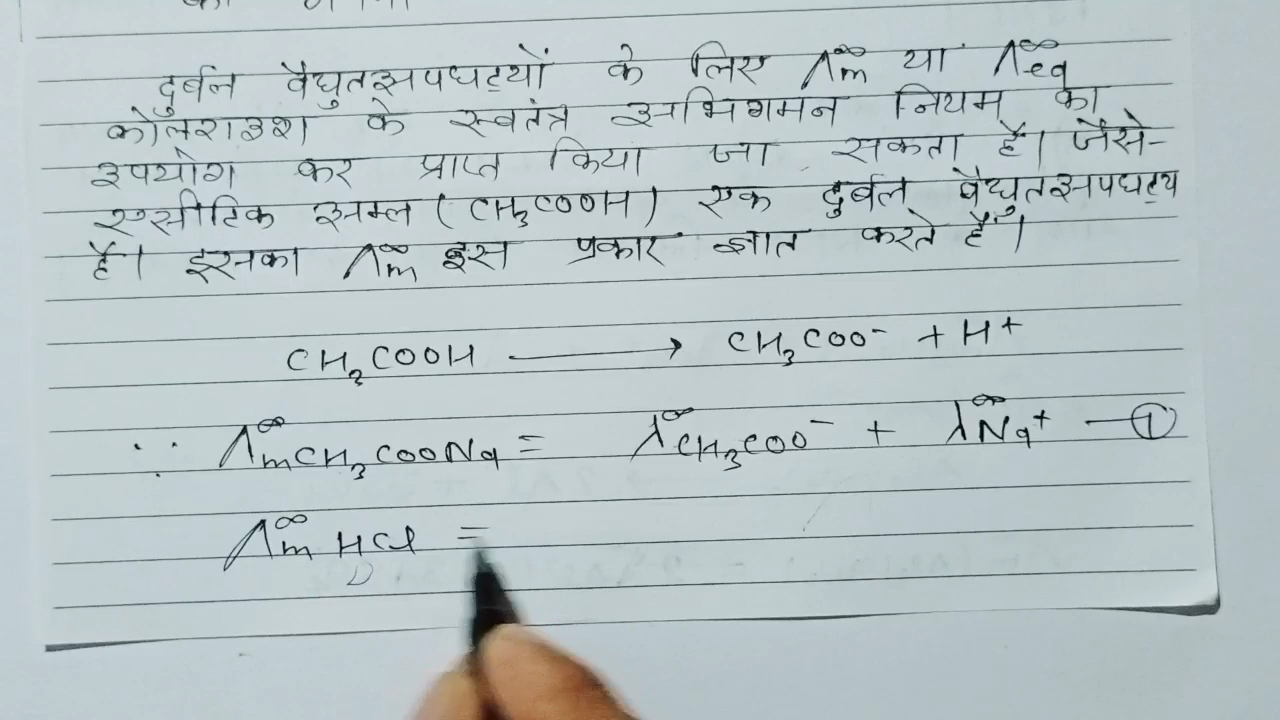 दुर्बल वैद्युतअपघट्यों के लिए Λ∞m या Λ∞eq
कोलराउश के स्वतंत्र अभिगमन नियम का
उपयोग कर प्राप्त किया जा सकता है। जैसे-
एसीटिक अम्ल (CH3COOH) एक दुर्बल वैद्युतअपघट्य
है। इसका Λ∞m इस प्रकार ज्ञात करते हैं।
CH3COOH ⟶ CH3COO- + H+
∵ Λ∞m CH3COONa = λ∞CH3COO- + λ∞Na+ —①
Λ∞m HCl =